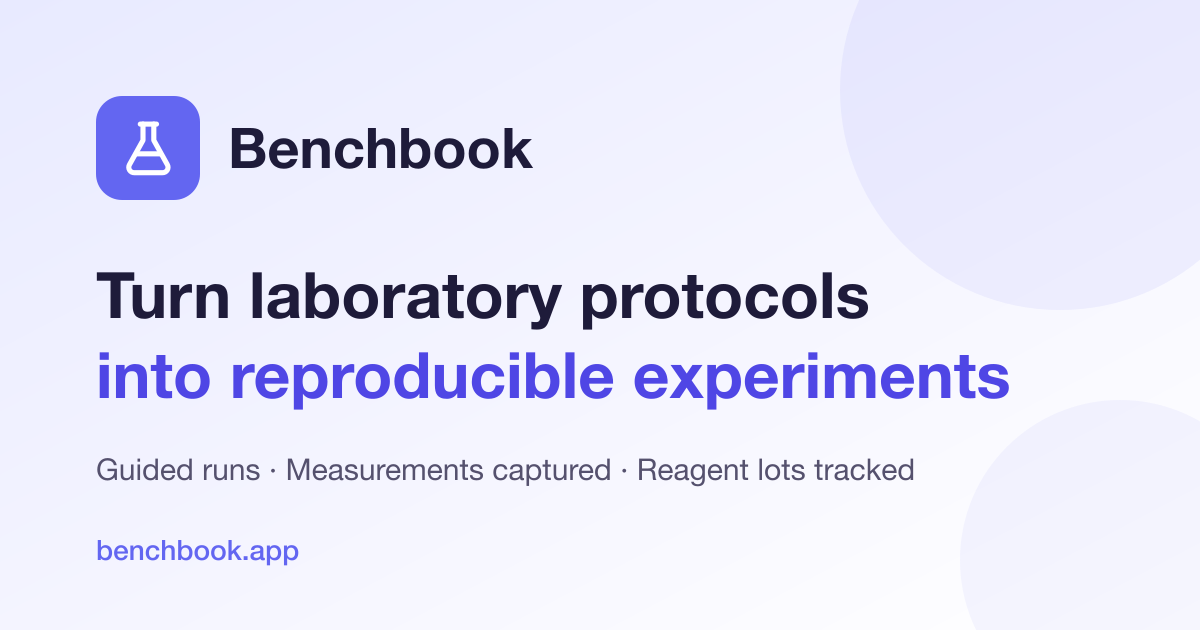 Benchbook
Turn laboratory protocols
into reproducible experiments
Guided runs · Measurements captured · Reagent lots tracked
benchbook.app